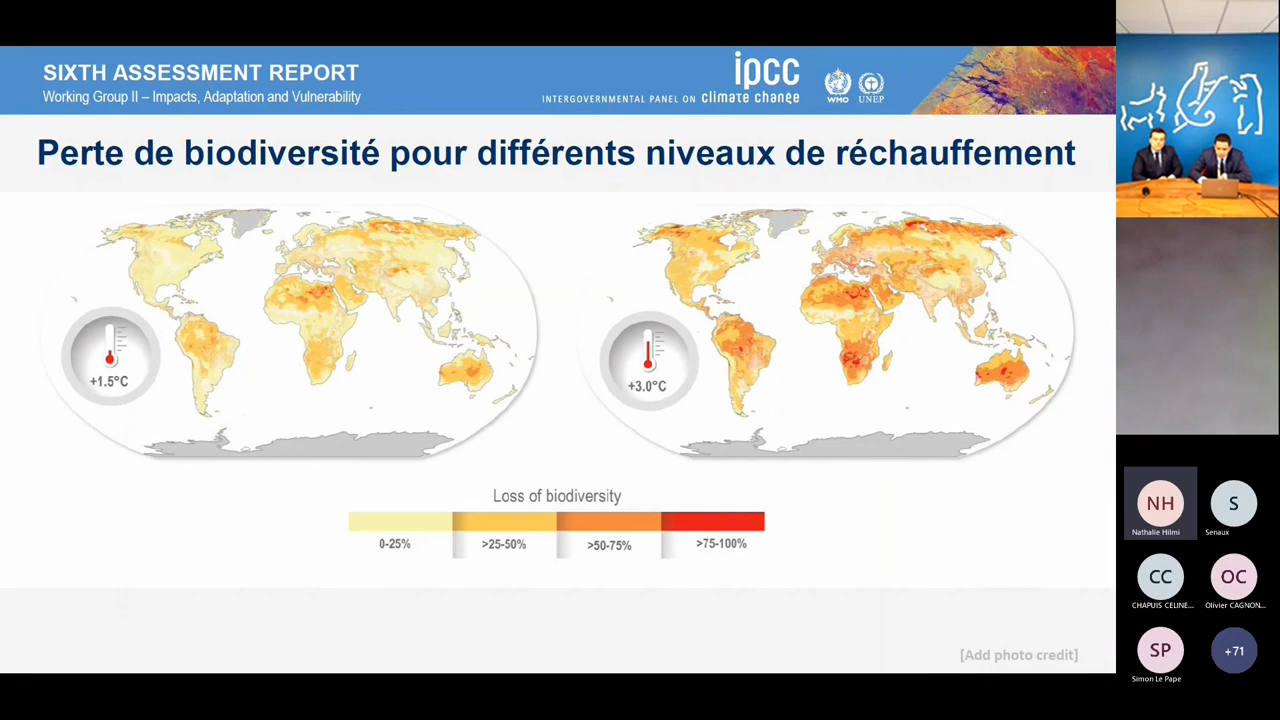 SIXTH ASSESSMENT REPORT
Working Group II – Impacts, Adaptation and Vulnerability
ipcc
INTERGOVERNMENTAL PANEL ON climate change
WMO
UNEP
Perte de biodiversité pour différents niveaux de réchauffement
+1.5°C
+3.0°C
Loss of biodiversity
0-25%
>25-50%
>50-75%
>75-100%
[Add photo credit]
NH
Nathalie Hilmi
S
Senaux
CC
CHAPUIS CELINE...
OC
Olivier CAGNON...
SP
Simon Le Pape
+71